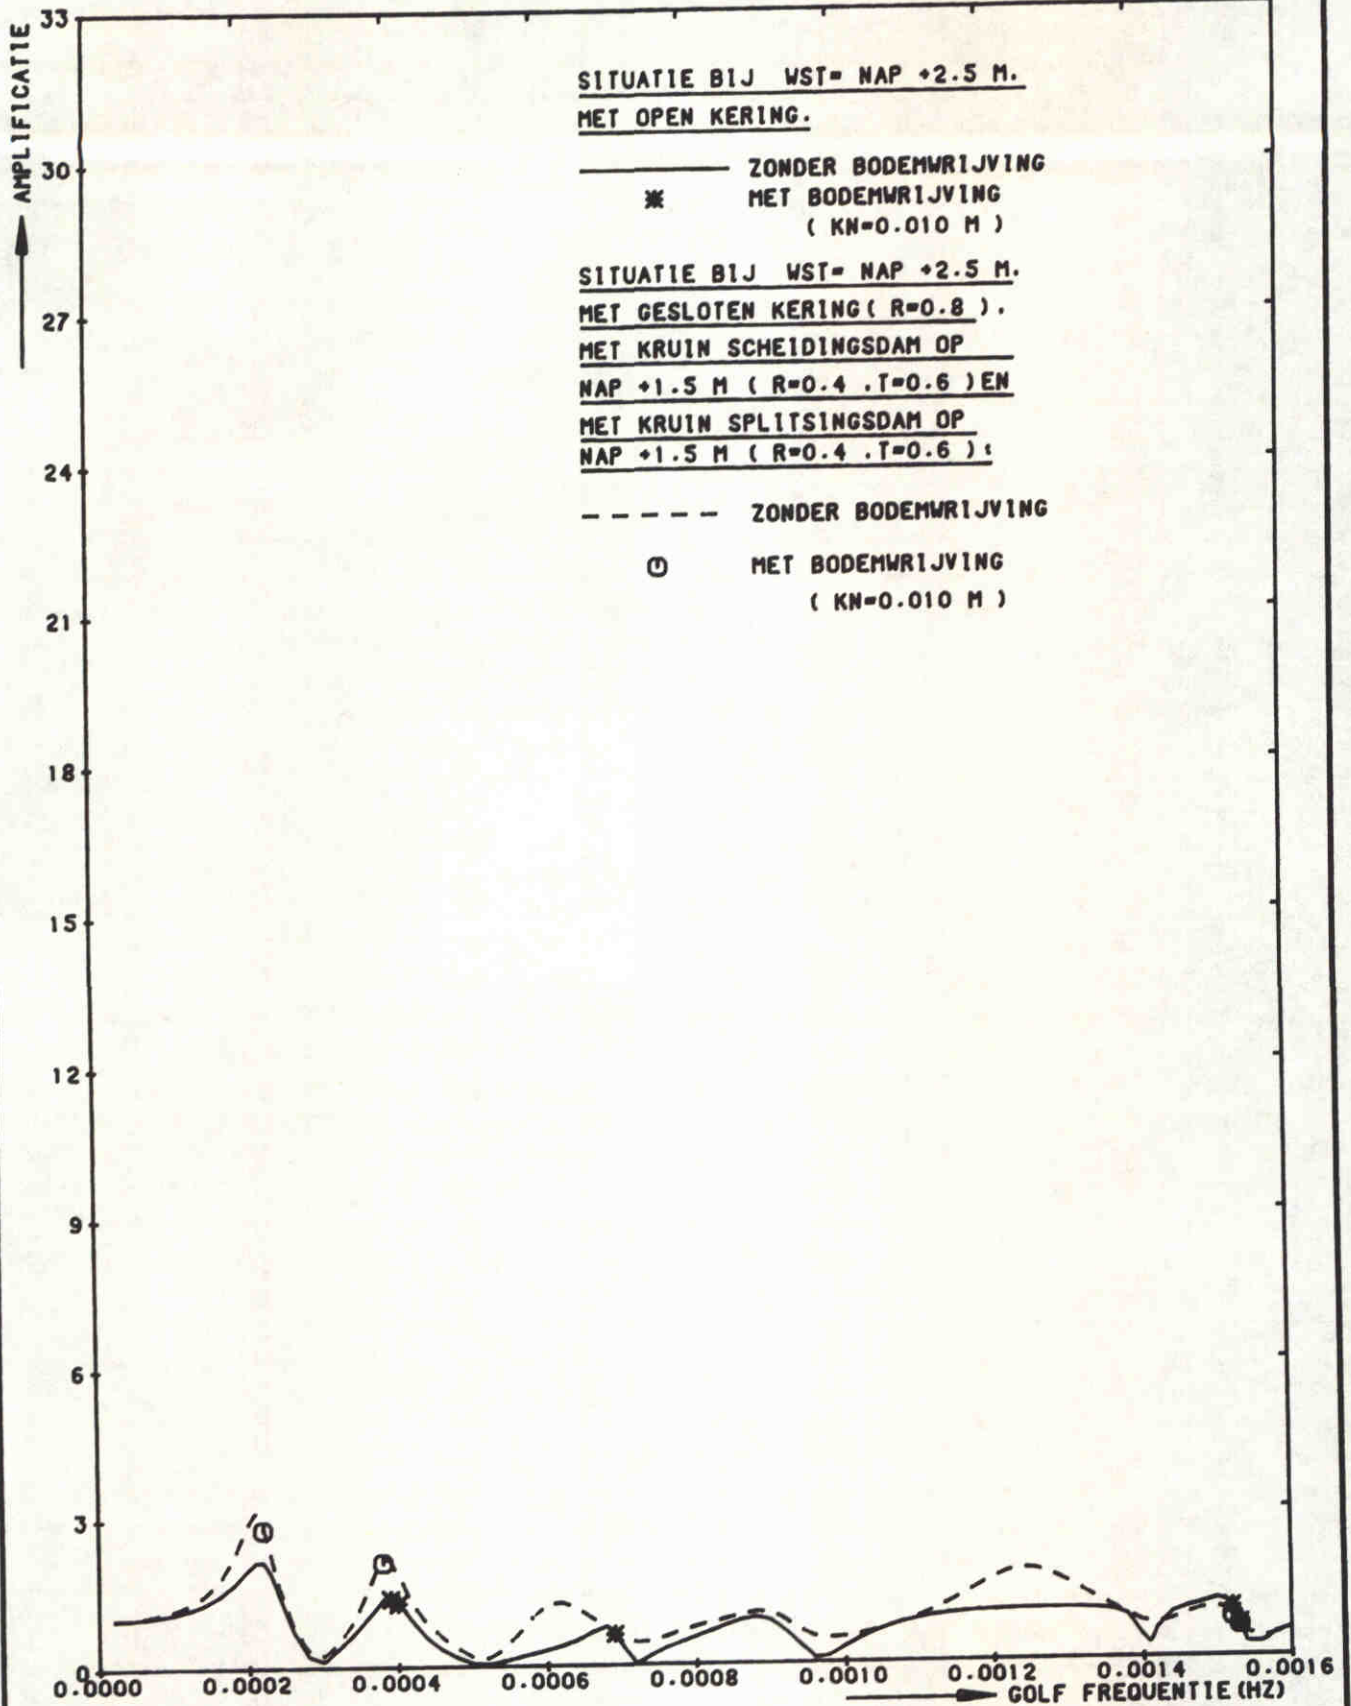 33
AMPLIFICATIE
SITUATIE BIJ WST= NAP +2.5 M.
MET OPEN KERING.
ZONDER BODEMWRIJVING
30
MET BODEMWRIJVING
( KN=0.010 M )
SITUATIE BIJ WST= NAP +2.5 M.
MET GESLOTEN KERING( R=0.8 ).
27
MET KRUIN SCHEIDINGSDAM OP
NAP +1.5 M ( R=0.4 .T=0.6 )EN
MET KRUIN SPLITSINGSDAM OP
NAP +1.5 M ( R=0.4 .T=0.6 ):
24
ZONDER BODEMWRIJVING
MET BODEMWRIJVING
( KN=0.010 M )
21
18
15
12
9
6
3
0
0.0000 0.0002 0.0004 0.0006 0.0008 0.0010 0.0012 0.0014 0.0016
GOLF FREQUENTIE(HZ)